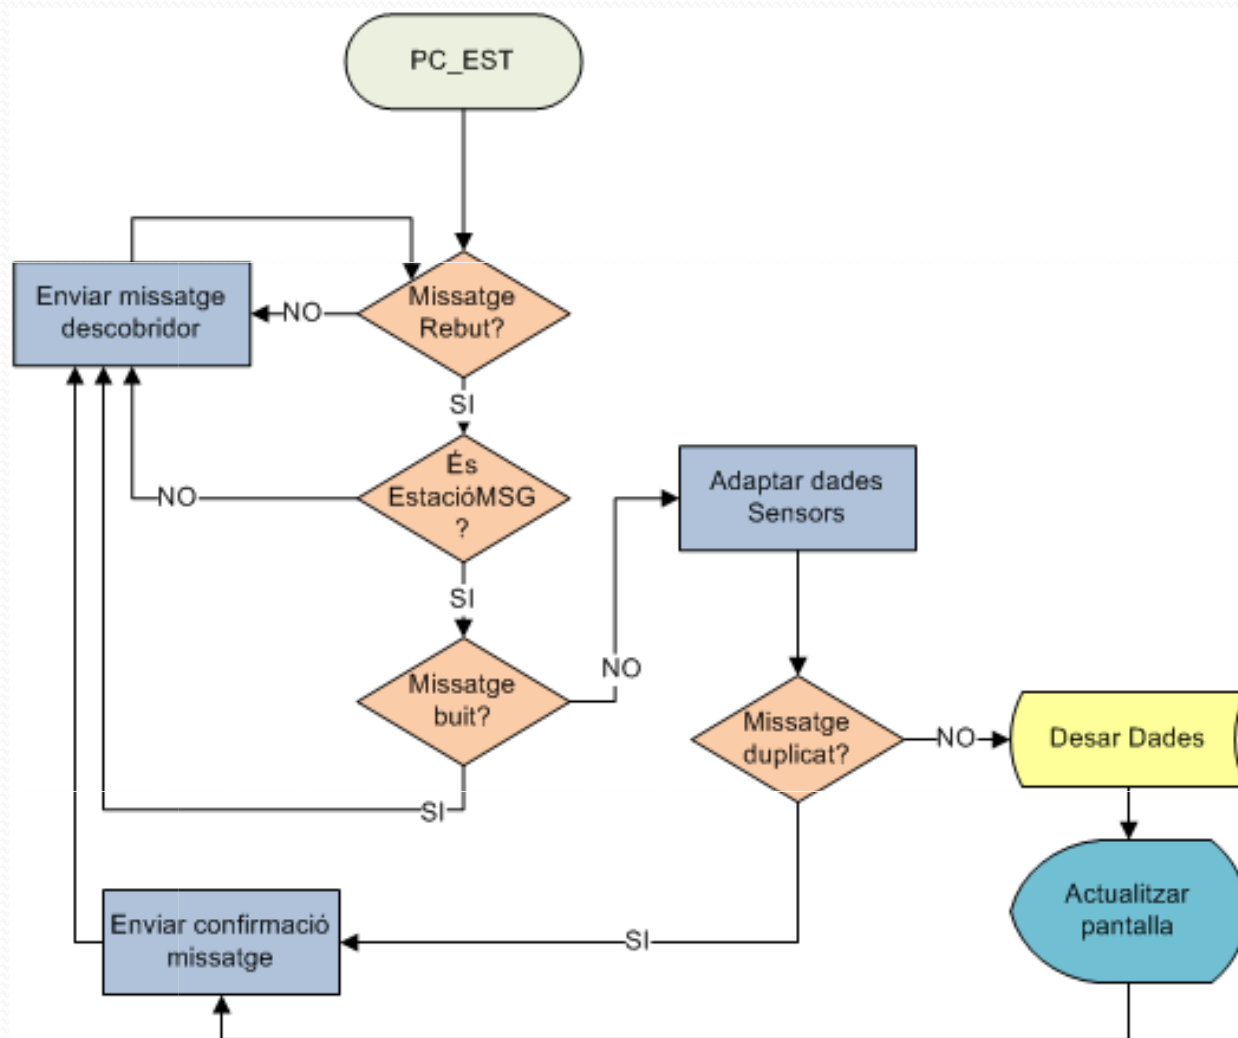 PC_EST
Enviar missatge
descobridor
NO
Missatge
Rebut?
SI
És
EstacióMSG
?
NO
SI
Adaptar dades
Sensors
Missatge
buit?
NO
SI
Missatge
duplicat?
NO
Desar Dades
Actualitzar
pantalla
Enviar confirmació
missatge
SI